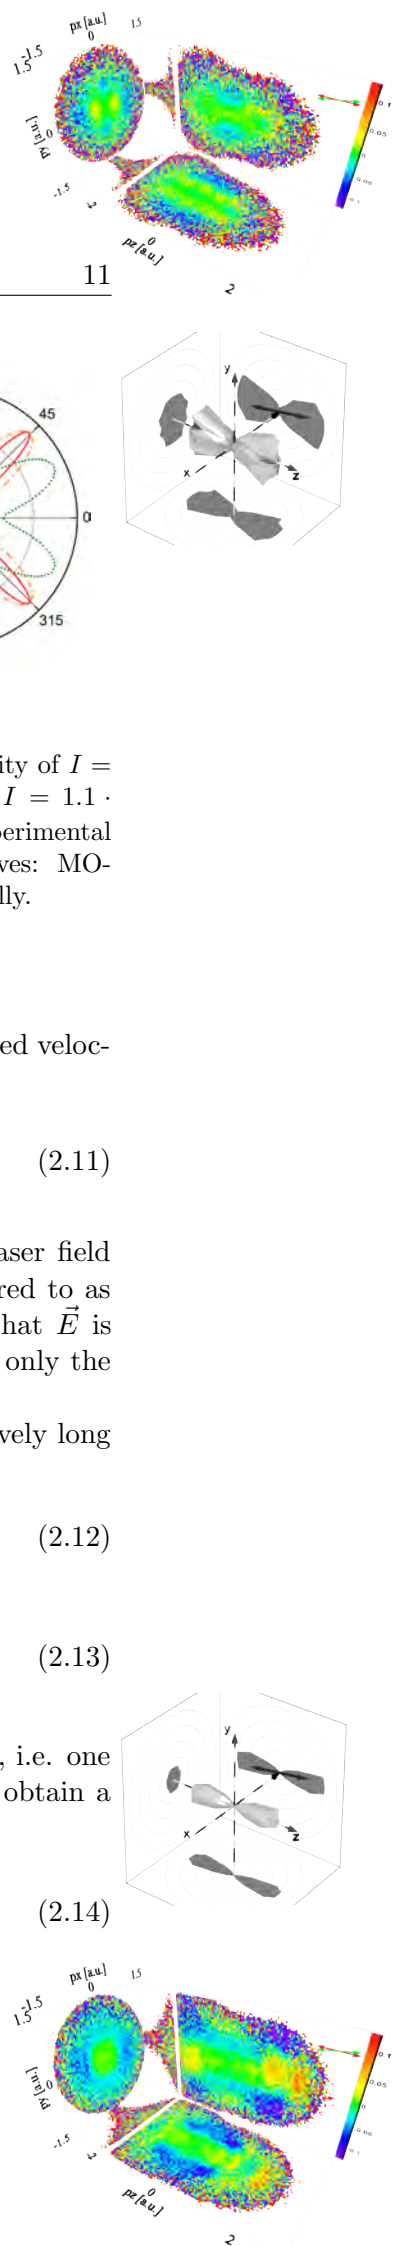 px [a.u.]
-1.5 0 1.5
1.5
py [a.u.]
0
-1.5
0.1
0.05
0
-0.05
-0.1
-2
0
pz [a.u.]
2
11
y
x
z
45
0
315
ity of I =
I = 1.1 ·
perimental
ves: MO-
lly.
ed veloc-
(2.11)
aser field
red to as
hat \vec{E} is
only the
vely long
(2.12)
(2.13)
y
x
z
, i.e. one
obtain a
(2.14)
px [a.u.]
-1.5 0 1.5
1.5
py [a.u.]
0
-1.5
0.1
0.05
0
-0.05
-0.1
-2
0
pz [a.u.]
2